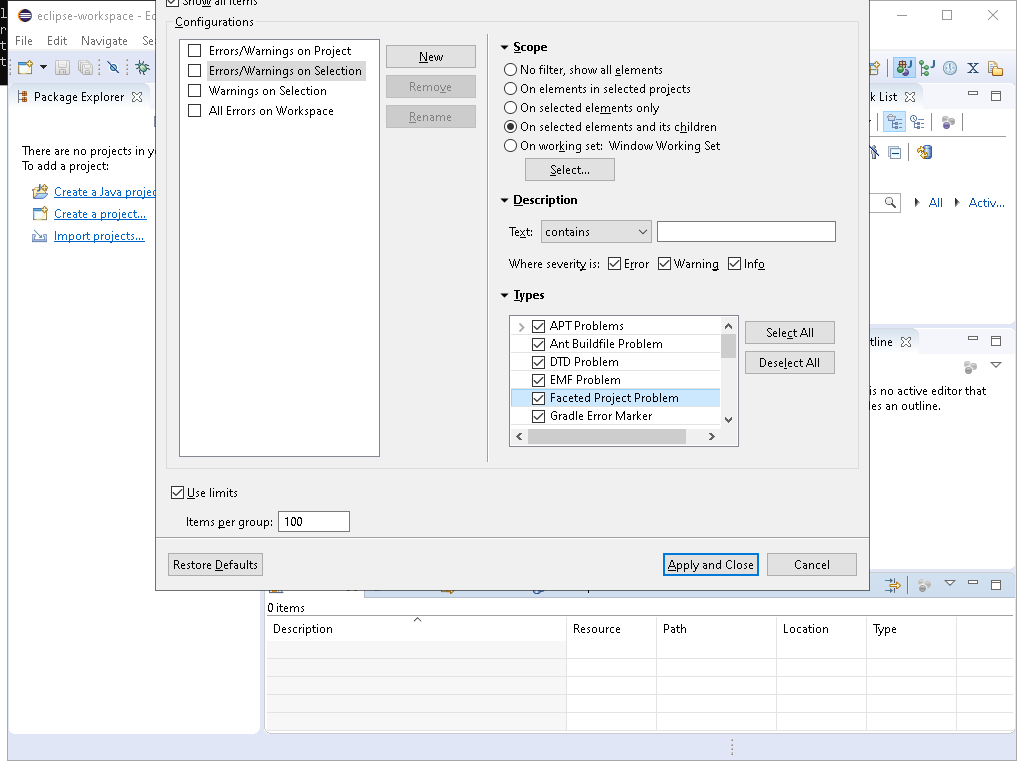 eclipse-workspace - Ec
Show all items
File Edit Navigate Se
Configurations
Package Explorer
There are no projects in y
To add a project:
Create a Java projec
Create a project...
Import projects...
Errors/Warnings on Project
Errors/Warnings on Selection
Warnings on Selection
All Errors on Workspace
New
Remove
Rename
Scope
No filter, show all elements
On elements in selected projects
On selected elements only
On selected elements and its children
On working set: Window Working Set
Select...
Description
Text: contains
Where severity is: Error Warning Info
Types
APT Problems
Ant Buildfile Problem
DTD Problem
EMF Problem
Faceted Project Problem
Gradle Error Marker
Select All
Deselect All
Use limits
Items per group: 100
Restore Defaults
Apply and Close
Cancel
k List
All Activ...
tline
is no active editor that
les an outline.
0 items
Description Resource Path Location Type